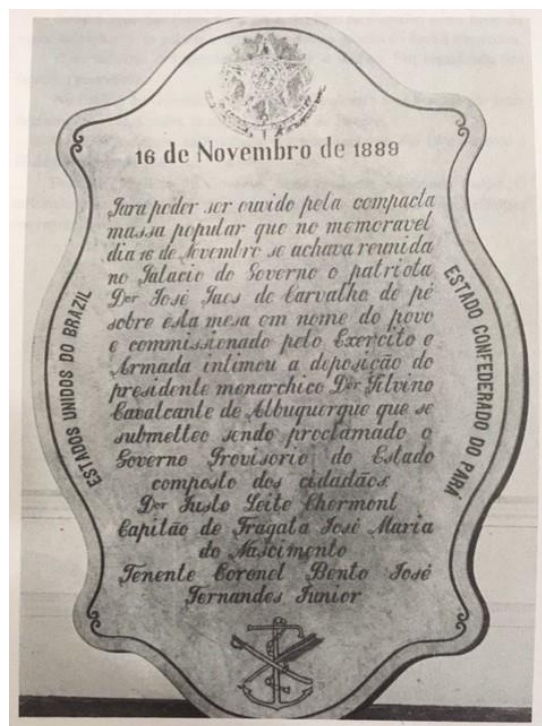 16 de Novembro de 1889
Para poder ser ouvido pela compacta
massa popular que no memoravel
dia 16 de Novembro se achava reunida
no Palacio do Governo o patriota
Dor José Paes de Carvalho de pé
sobre esta mesa em nome do povo
e commissionado pelo Exercito e
Armada intimou a deposição do
presidente monarchico Dor Silvino
Cavalcante de Albuquerque que se
submetteo sendo proclamado o
Governo Provisorio do Estado
composto dos cidadãos
Dor Justo Leite Chermont
Capitão de Fragata José Maria
do Nascimento
Tenente Coronel Bento José
Fernandes Junior
ESTADOS UNIDOS DO BRAZIL
ESTADO CONFEDERADO DO PARÁ